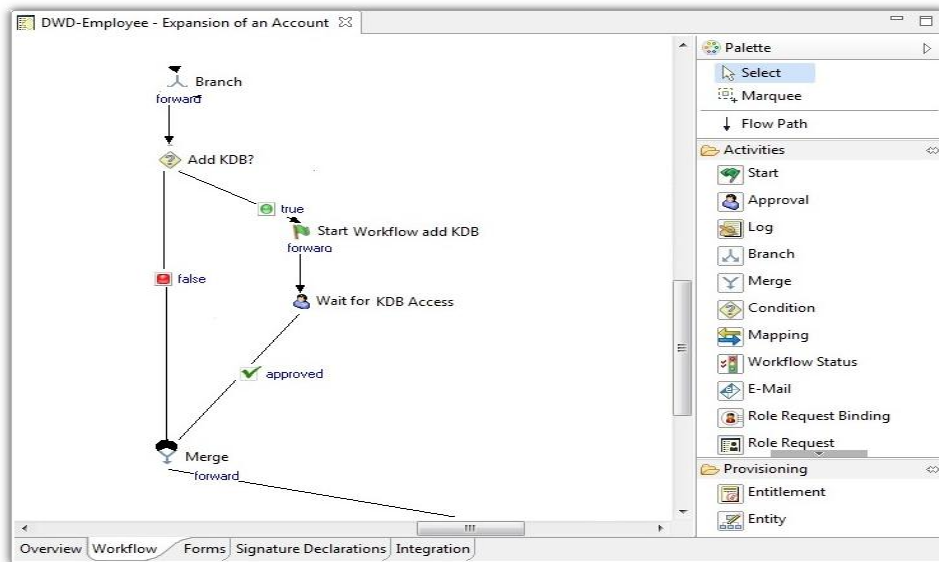 DWD-Employee - Expansion of an Account
Branch
forward
Add KDB?
true
Start Workflow add KDB
forward
false
Wait for KDB Access
approved
Merge
forward
Palette
Select
Marquee
Flow Path
Activities
Start
Approval
Log
Branch
Merge
Condition
Mapping
Workflow Status
E-Mail
Role Request Binding
Role Request
Provisioning
Entitlement
Entity
Overview Workflow Forms Signature Declarations Integration